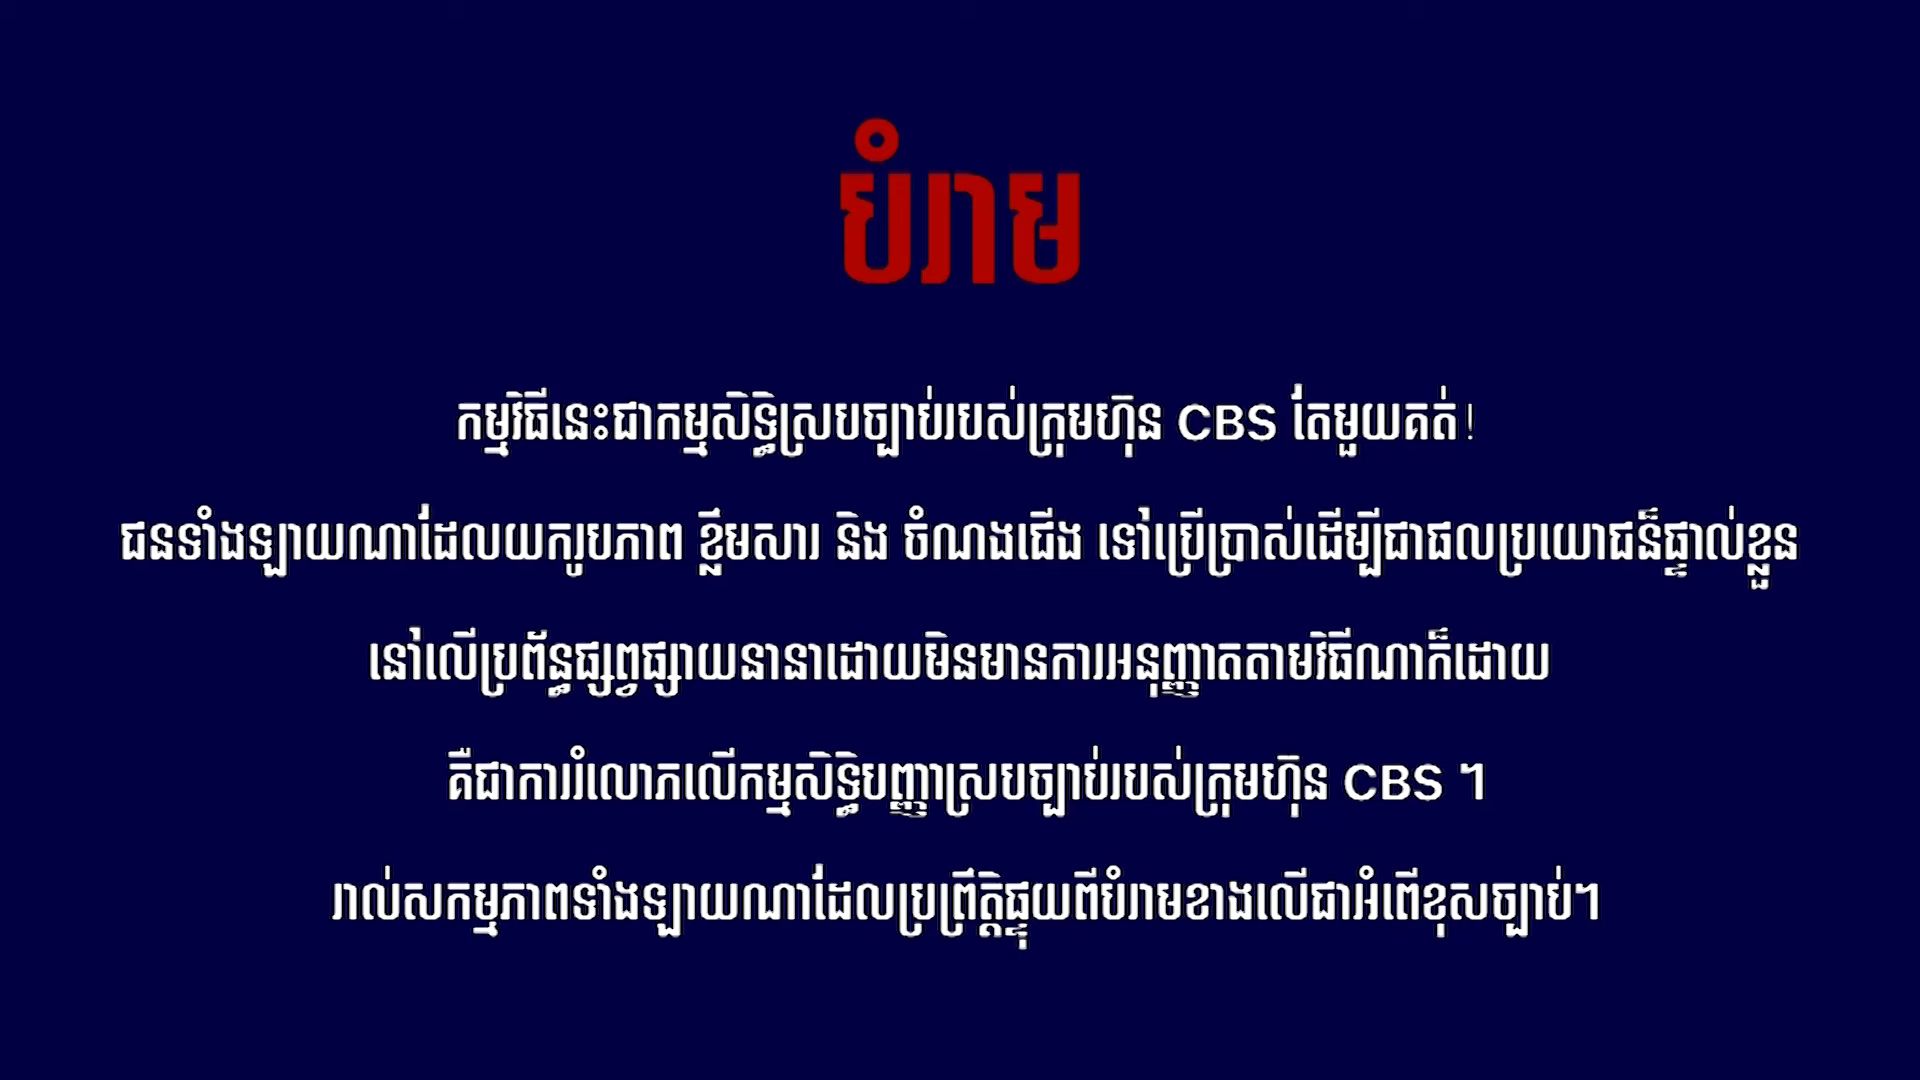 បំរាម
កម្មវិធីនេះជាកម្មសិទ្ធិស្របច្បាប់របស់ក្រុមហ៊ុន CBS តែមួយគត់!
ជនទាំងឡាយណាដែលយករូបភាព ខ្លឹមសារ និង ចំណងជើង ទៅប្រើប្រាស់ដើម្បីជាផលប្រយោជន៏ផ្ទាល់ខ្លួន
នៅលើប្រព័ន្ធផ្សព្វផ្សាយនានាដោយមិនមានការអនុញ្ញាតតាមវិធីណាក៏ដោយ
គឺជាការរំលោភលើកម្មសិទ្ធិបញ្ញាស្របច្បាប់របស់ក្រុមហ៊ុន CBS ។
រាល់សកម្មភាពទាំងឡាយណាដែលប្រព្រឹត្តិផ្ទុយពីបំរាមខាងលើជាអំពើខុសច្បាប់។